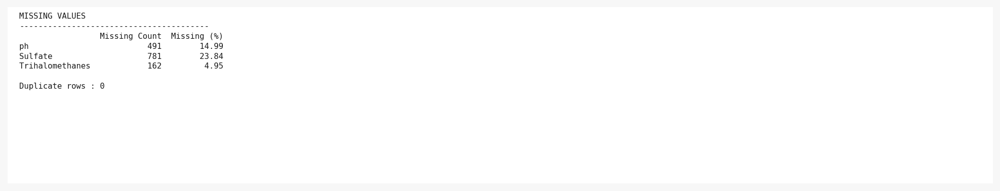 MISSING VALUES
----------------------------------------
Missing Count  Missing (%)
ph                         491        14.99
Sulfate                    781        23.84
Trihalomethanes            162         4.95
Duplicate rows : 0